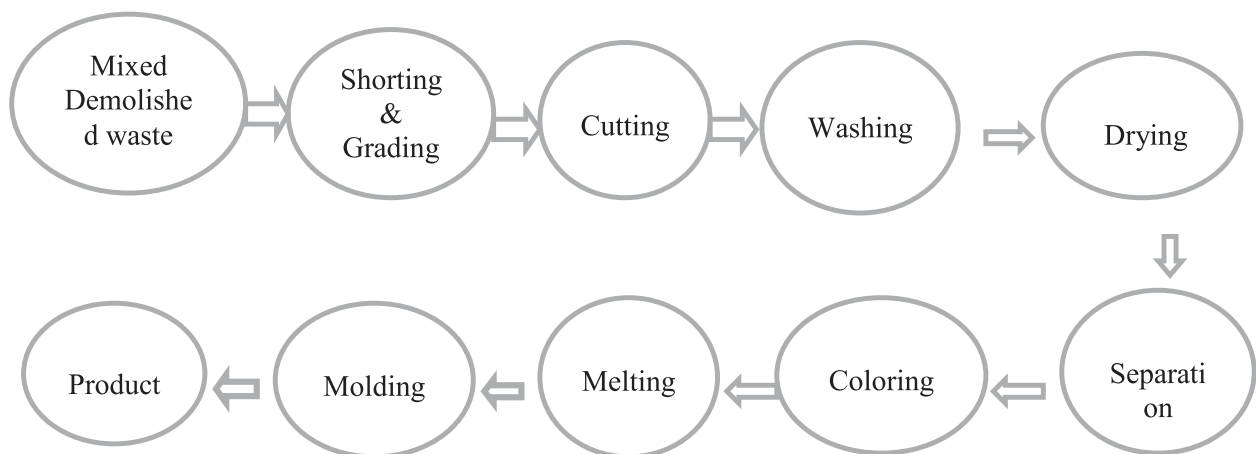 Mixed
Demolishe
d waste
Shorting
&
Grading
Cutting
Washing
Drying
Separati
on
Coloring
Melting
Molding
Product